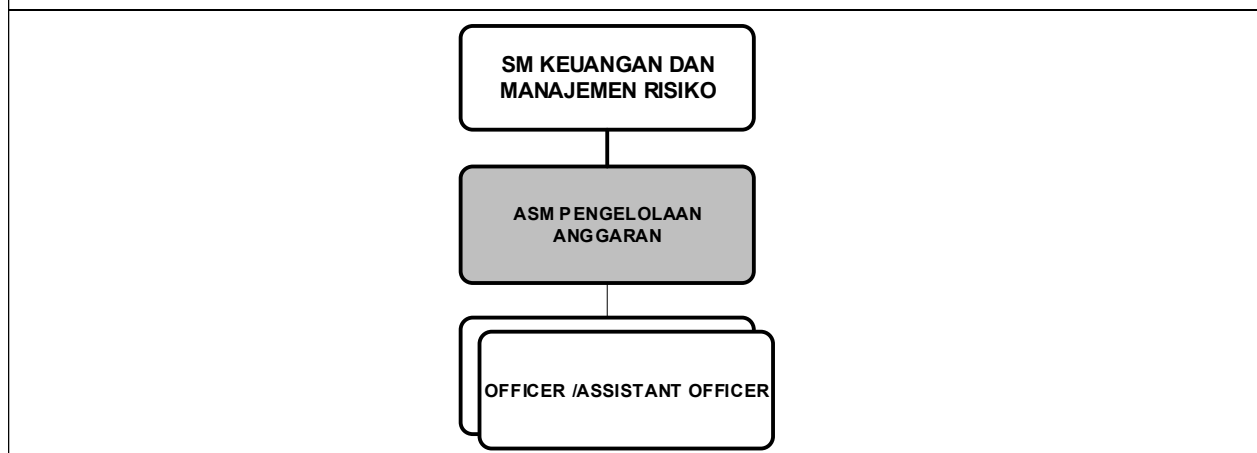 SM KEUANGAN DAN
MANAJEMEN RISIKO
ASM PENGELOLAAN
ANGGARAN
OFFICER /ASSISTANT OFFICER